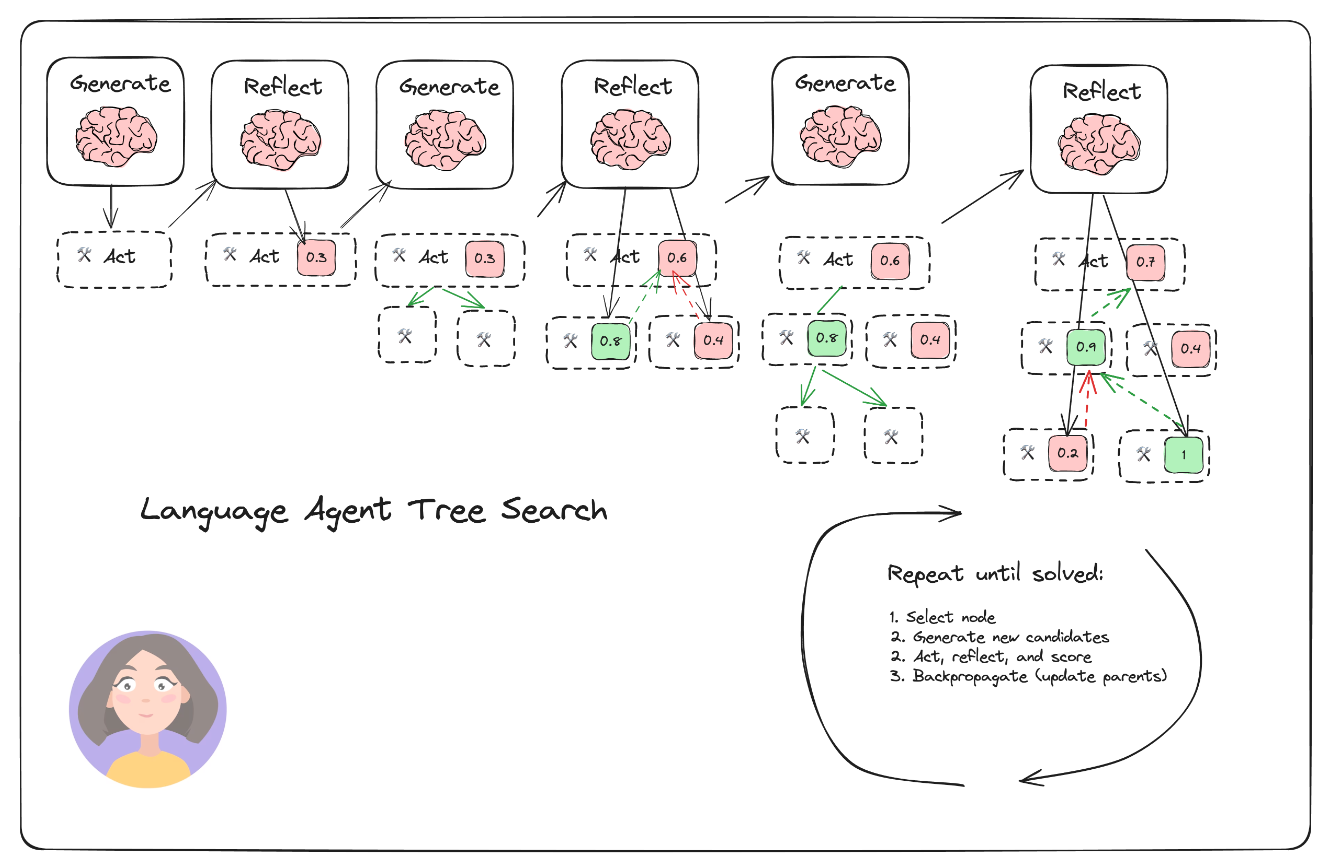 Generate
Reflect
Generate
Reflect
Generate
Reflect
Act
Act 0.3
Act 0.3
Act 0.6
0.8 0.4
Act 0.6
0.8 0.4
Act 0.7
0.9 0.4
0.2 1
Language Agent Tree Search
Repeat until solved:
1. Select node
2. Generate new candidates
2. Act, reflect, and score
3. Backpropagate (update parents)